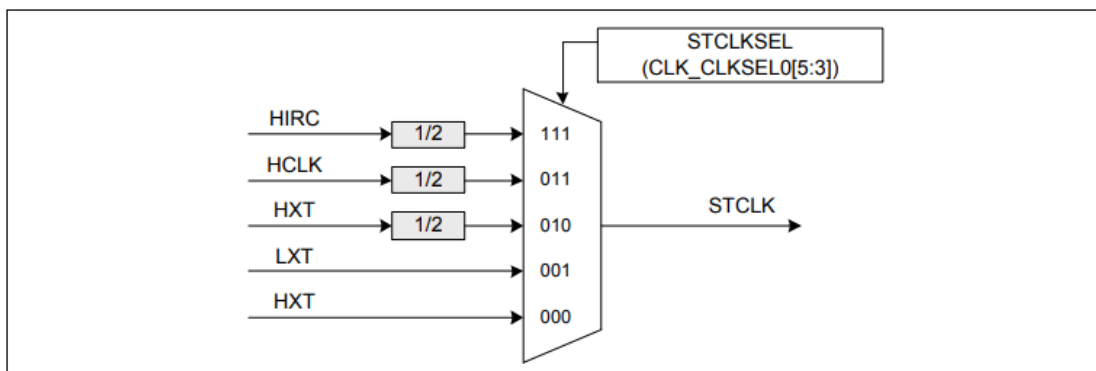 STCLKSEL
(CLK_CLKSEL0[5:3])
HIRC
1/2
111
HCLK
1/2
011
HXT
1/2
010
STCLK
LXT
001
HXT
000